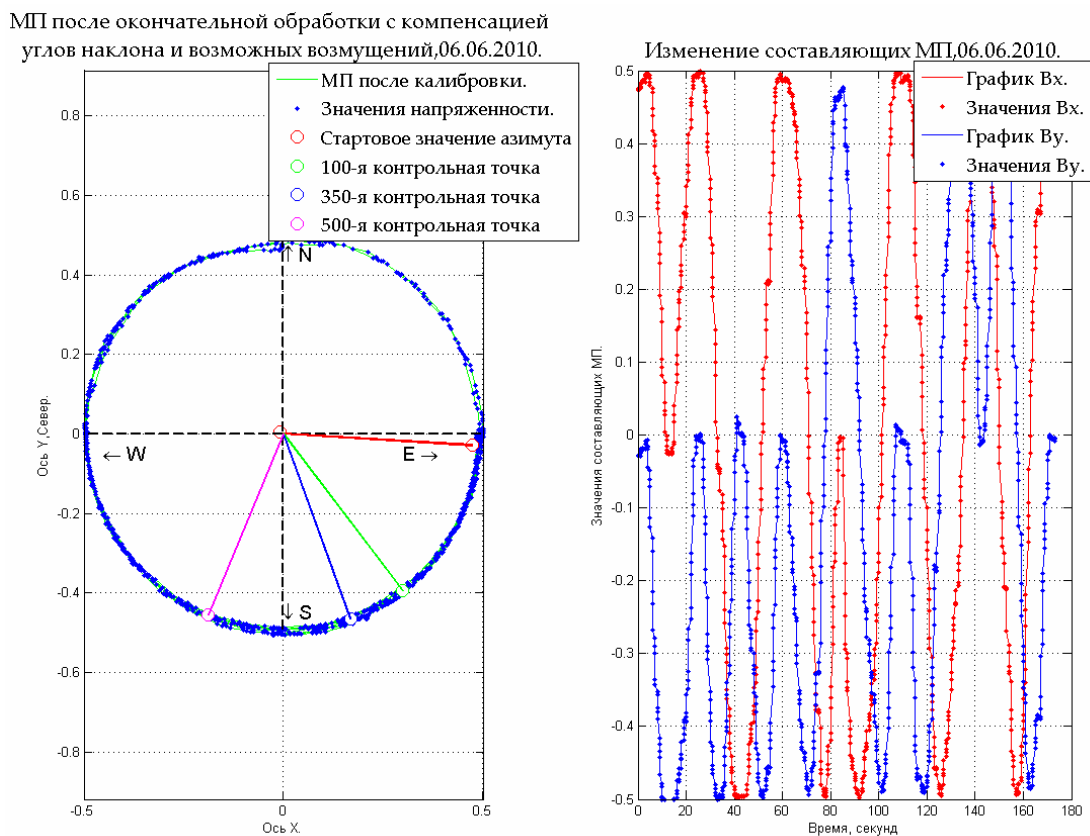 МП после окончательной обработки с компенсацией
углов наклона и возможных возмущений,06.06.2010.
МП после калибровки.
Значения напряженности.
Стартовое значение азимута
100-я контрольная точка
350-я контрольная точка
500-я контрольная точка
0.8
0.6
0.4
0.2
0
-0.2
-0.4
-0.6
-0.8
Ось Y,Север.
↑ N
← W
E →
↓ S
-0.5
0
0.5
Ось X.
Изменение составляющих МП,06.06.2010.
График Bx.
Значения Bx.
График By.
Значения By.
0.5
0.4
0.3
0.2
0.1
0
-0.1
-0.2
-0.3
-0.4
-0.5
Значения составляющих МП.
0
20
40
60
80
100
120
140
160
180
Время, секунд